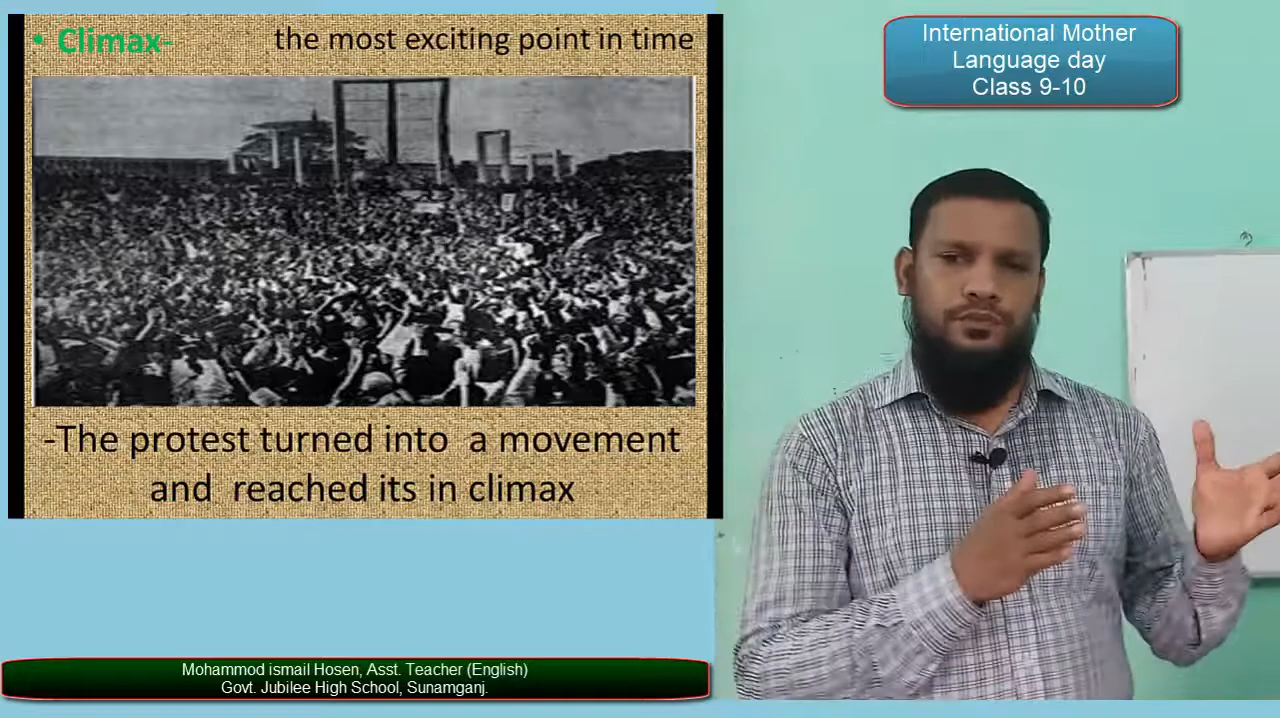 • Climax- the most exciting point in time
-The protest turned into a movement
and reached its in climax
International Mother
Language day
Class 9-10
Mohammod ismail Hosen, Asst. Teacher (English)
Govt. Jubilee High School, Sunamganj.